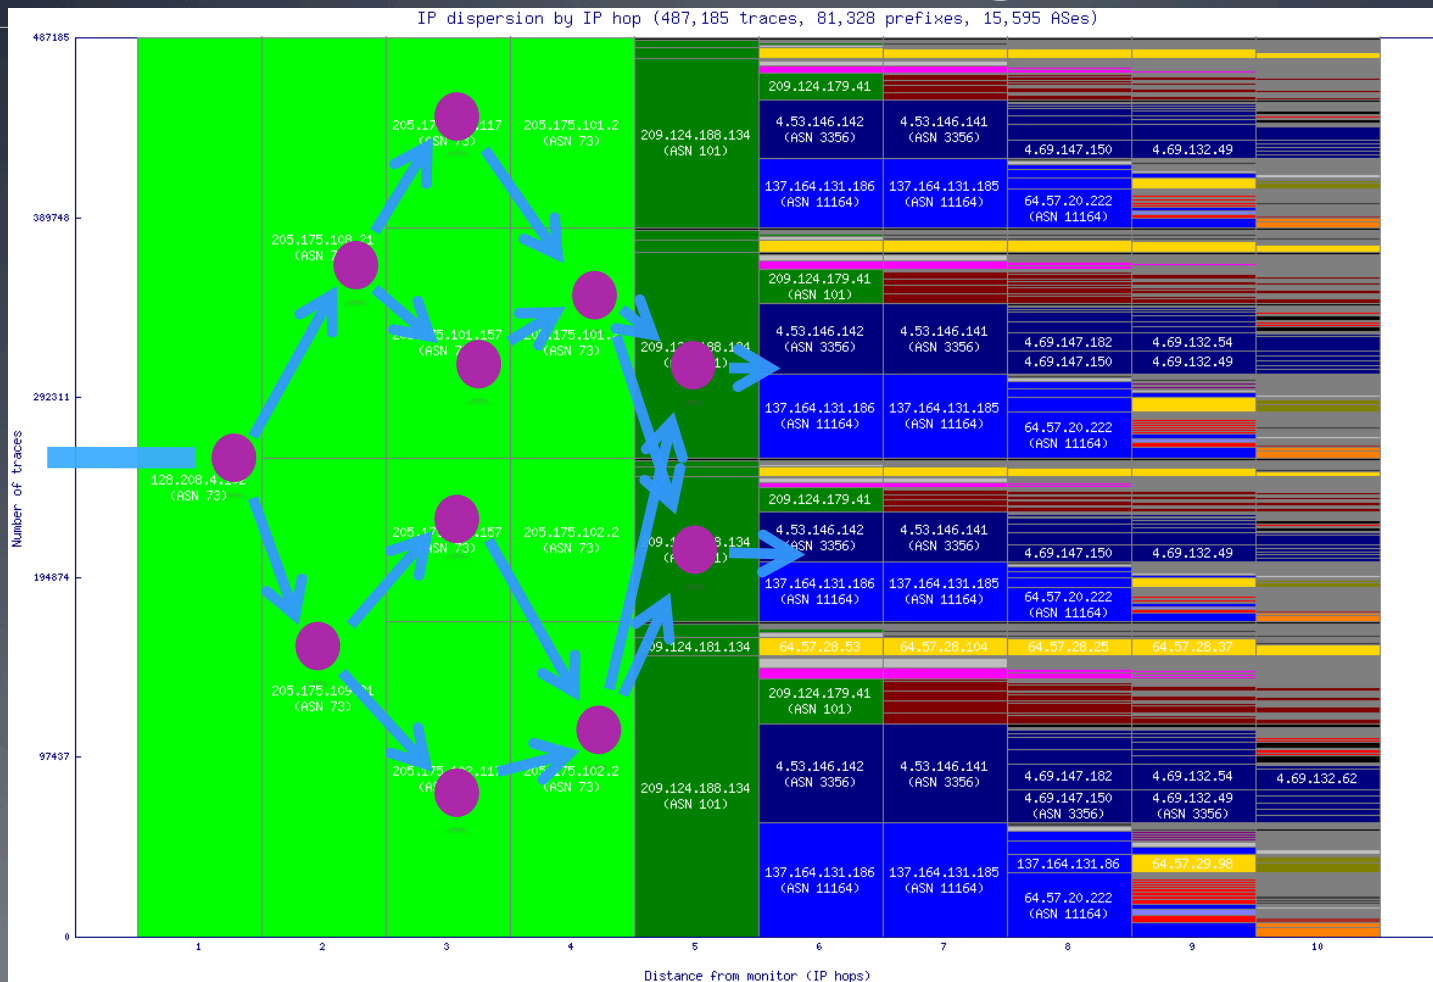 IP dispersion by IP hop (487,185 traces, 81,328 prefixes, 15,595 ASes)
487185
389748
292311
194874
97437
0
Number of traces
1
2
3
4
5
6
7
8
9
10
Distance from monitor (IP hops)
(ASN 73)
205.175.108.21
205.175.109.
(ASN 73)
(ASN 73)
205.175.101.2
(ASN 73)
(ASN 73)
205.175.102.2
(ASN 73)
205.175.102.2
(ASN 73)
209.124.188.134
(ASN 101)
209.124.181.134
209.124.188.134
(ASN 101)
209.124.179.41
4.53.146.142
(ASN 3356)
137.164.131.186
(ASN 11164)
209.124.179.41
(ASN 101)
4.53.146.142
(ASN 3356)
137.164.131.186
(ASN 11164)
209.124.179.41
4.53.146.142
(ASN 3356)
137.164.131.186
(ASN 11164)
64.57.28.53
209.124.179.41
(ASN 101)
4.53.146.142
(ASN 3356)
137.164.131.186
(ASN 11164)
4.53.146.141
(ASN 3356)
137.164.131.185
(ASN 11164)
4.53.146.141
(ASN 3356)
137.164.131.185
(ASN 11164)
4.53.146.141
(ASN 3356)
137.164.131.185
(ASN 11164)
64.57.28.104
4.53.146.141
(ASN 3356)
137.164.131.185
(ASN 11164)
4.69.147.150
64.57.20.222
(ASN 11164)
4.69.147.182
4.69.147.150
64.57.20.222
(ASN 11164)
4.69.147.150
64.57.20.222
(ASN 11164)
64.57.28.25
4.69.147.182
4.69.147.150
(ASN 3356)
137.164.131.86
64.57.20.222
(ASN 11164)
4.69.132.49
4.69.132.54
4.69.132.49
4.69.132.49
64.57.28.37
4.69.132.54
4.69.132.49
(ASN 3356)
64.57.29.98
4.69.132.62